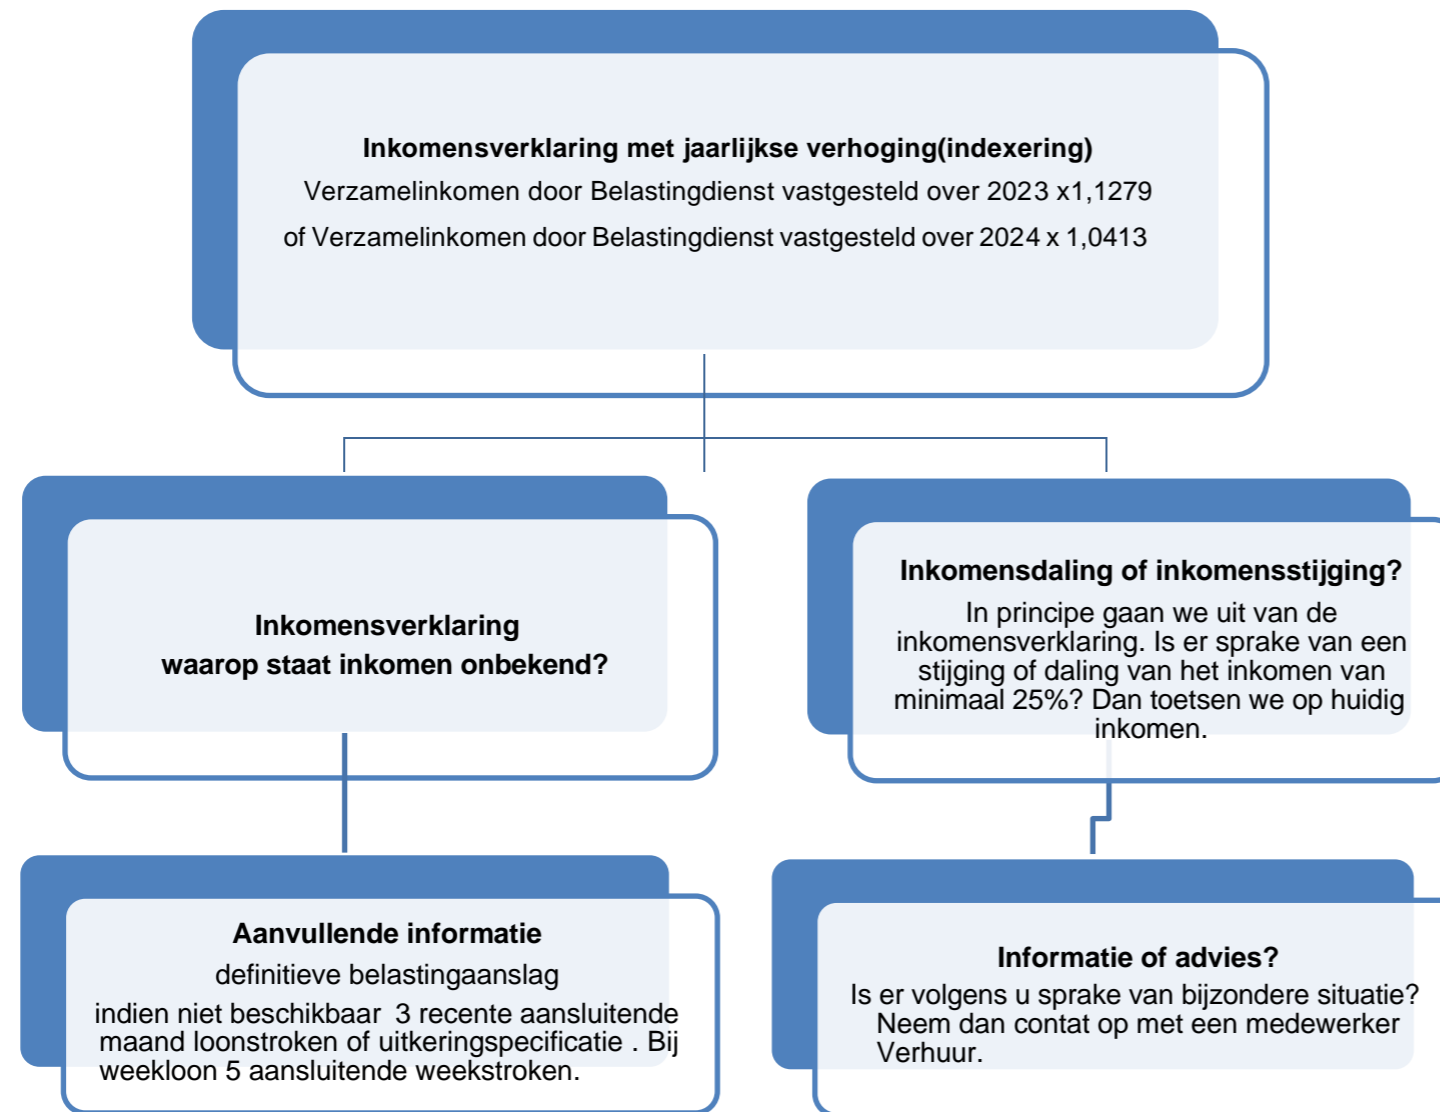 Inkomensverklaring met jaarlijkse verhoging(indexering)
Verzamelinkomen door Belastingdienst vastgesteld over 2023 x1,1279
of Verzamelinkomen door Belastingdienst vastgesteld over 2024 x 1,0413
Inkomensverklaring
waarop staat inkomen onbekend?
Inkomensdaling of inkomensstijging?
In principe gaan we uit van de
inkomensverklaring. Is er sprake van een
stijging of daling van het inkomen van
minimaal 25%? Dan toetsen we op huidig
inkomen.
Aanvullende informatie
definitieve belastingaanslag
indien niet beschikbaar 3 recente aansluitende
maand loonstroken of uitkeringspecificatie . Bij
weekloon 5 aansluitende weekstroken.
Informatie of advies?
Is er volgens u sprake van bijzondere situatie?
Neem dan contat op met een medewerker
Verhuur.